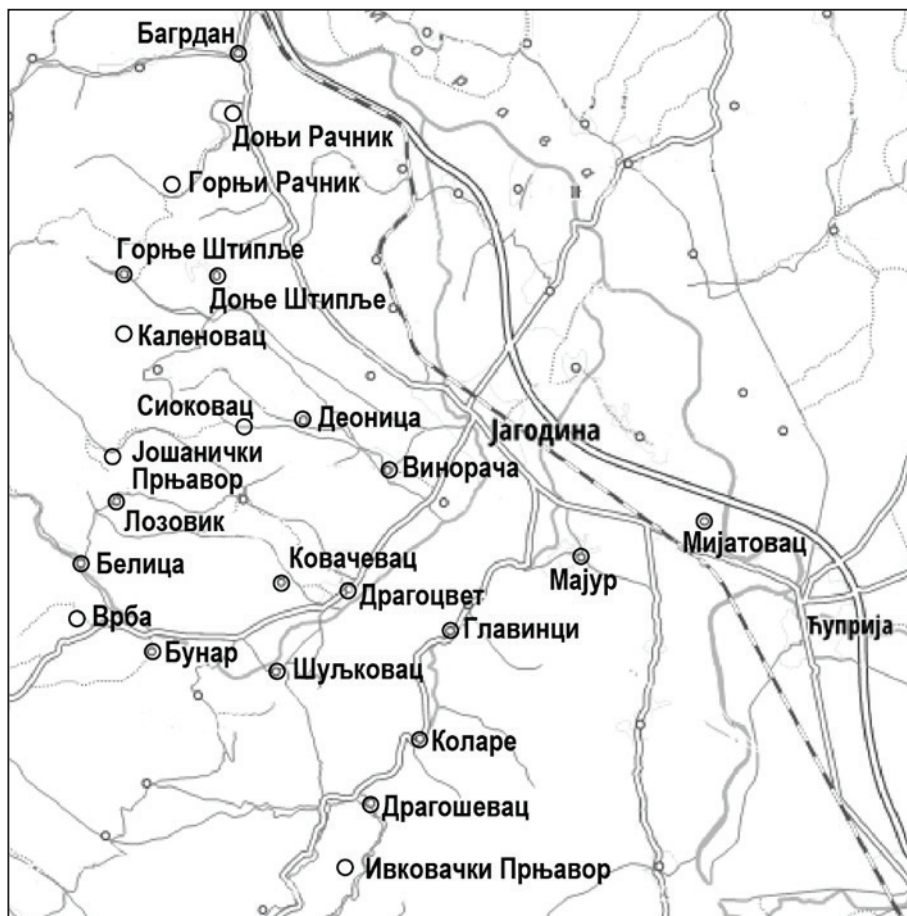 Багрдан
Доњи Рачник
Горњи Рачник
Горње Штипље
Доње Штипље
Каленовац
Сиоковац
Деоница
Јагодина
Јошанички
Прњавор
Винорача
Лозовик
Мијатовац
Белица
Ковачевац
Мајур
Драгоцвет
Врба
Главинци
Ћуприја
Бунар
Шуљковац
Коларе
Драгошевац
Ивковачки Прњавор